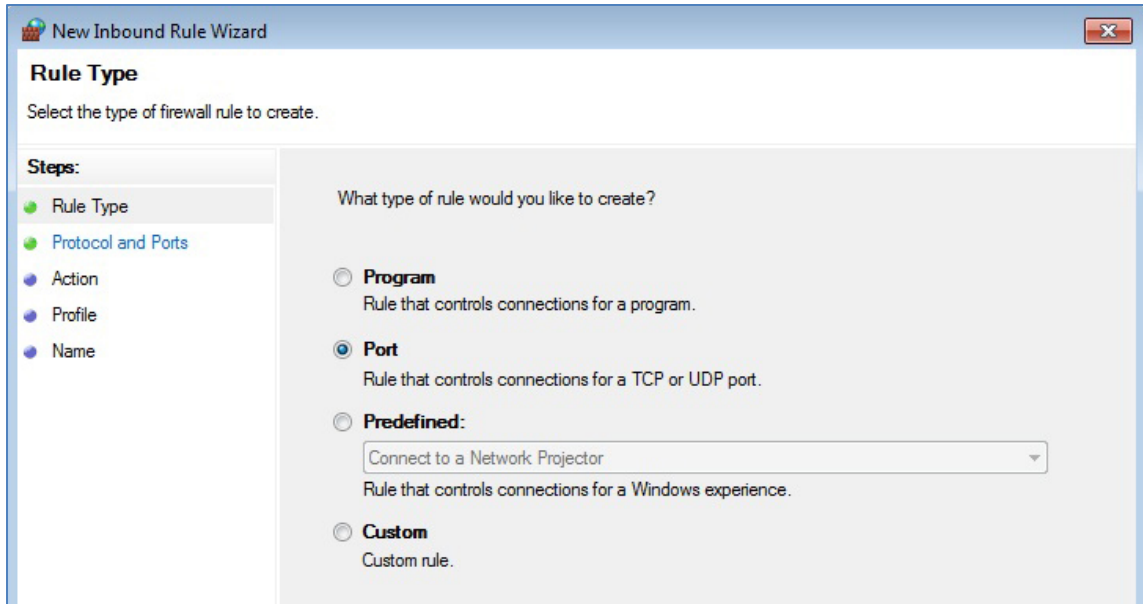 New Inbound Rule Wizard
Rule Type
Select the type of firewall rule to create.
Steps:
Rule Type
Protocol and Ports
Action
Profile
Name
What type of rule would you like to create?
Program
Rule that controls connections for a program.
Port
Rule that controls connections for a TCP or UDP port.
Predefined:
Connect to a Network Projector
Rule that controls connections for a Windows experience.
Custom
Custom rule.